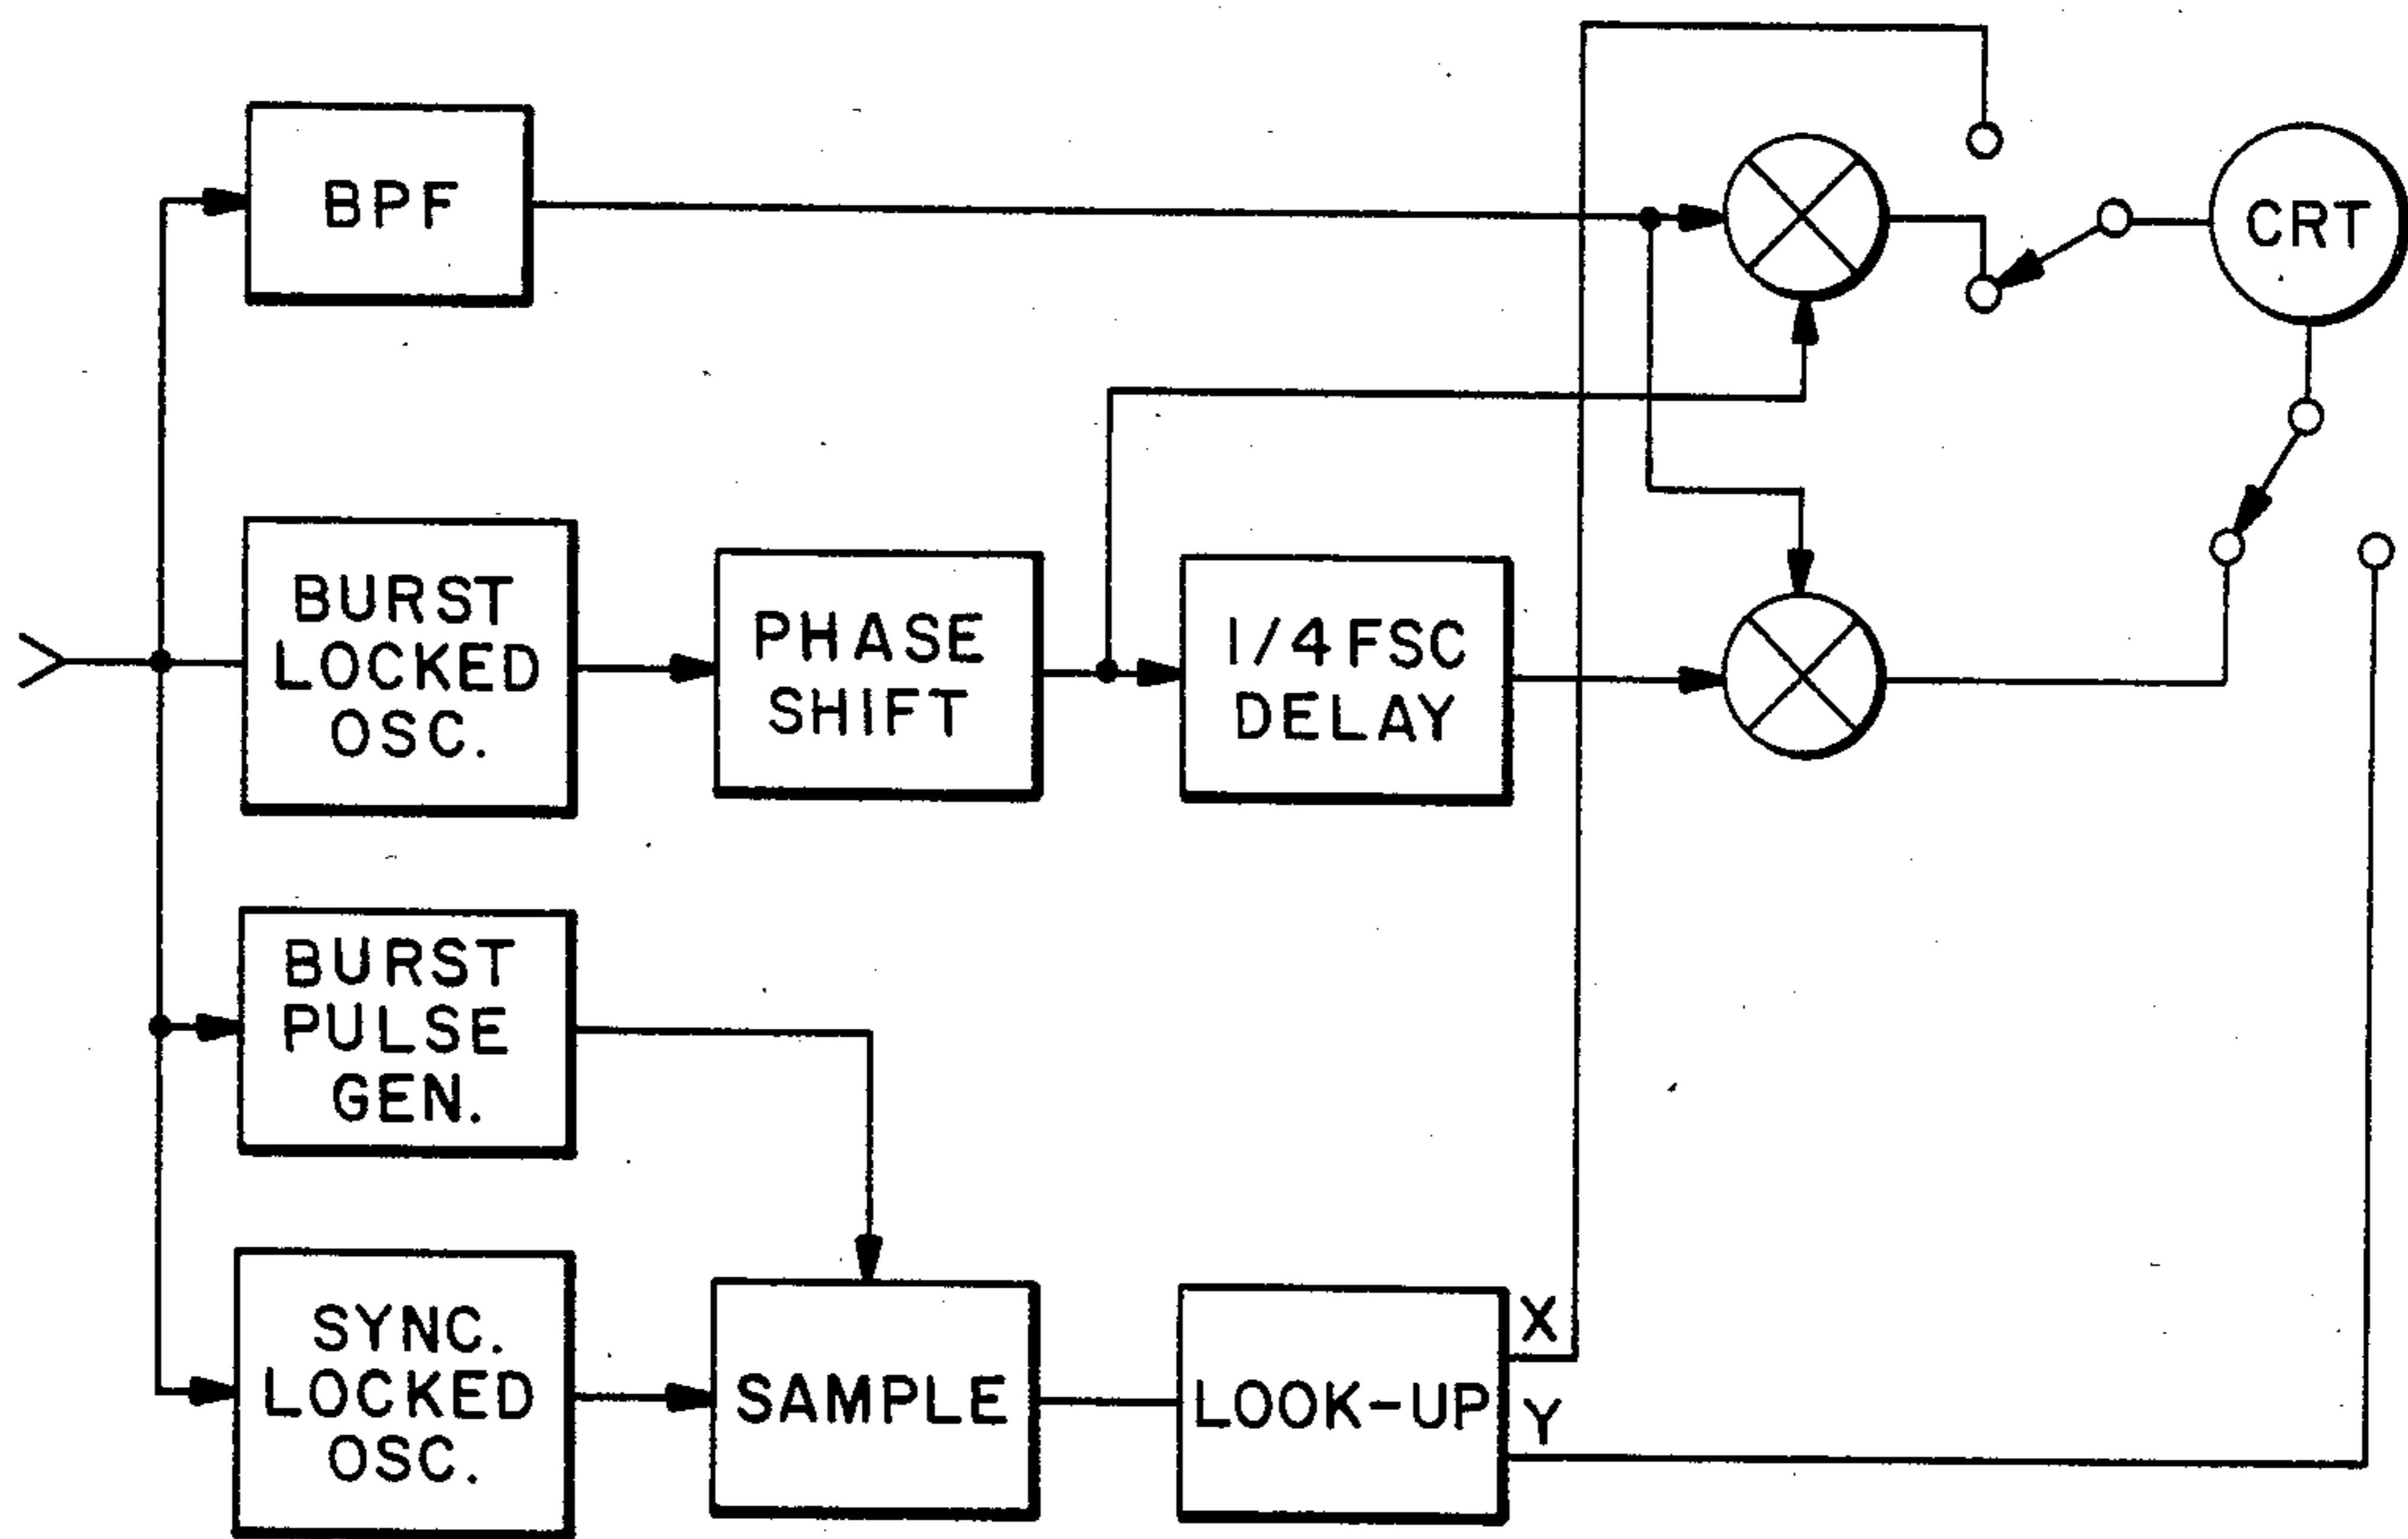 BPF
CRT
BURST
LOCKED
OSC.
PHASE
SHIFT
1/4 FSC
DELAY
BURST
PULSE
GEN.
SYNC.
LOCKED
OSC.
SAMPLE
LOOK-UP
X
Y